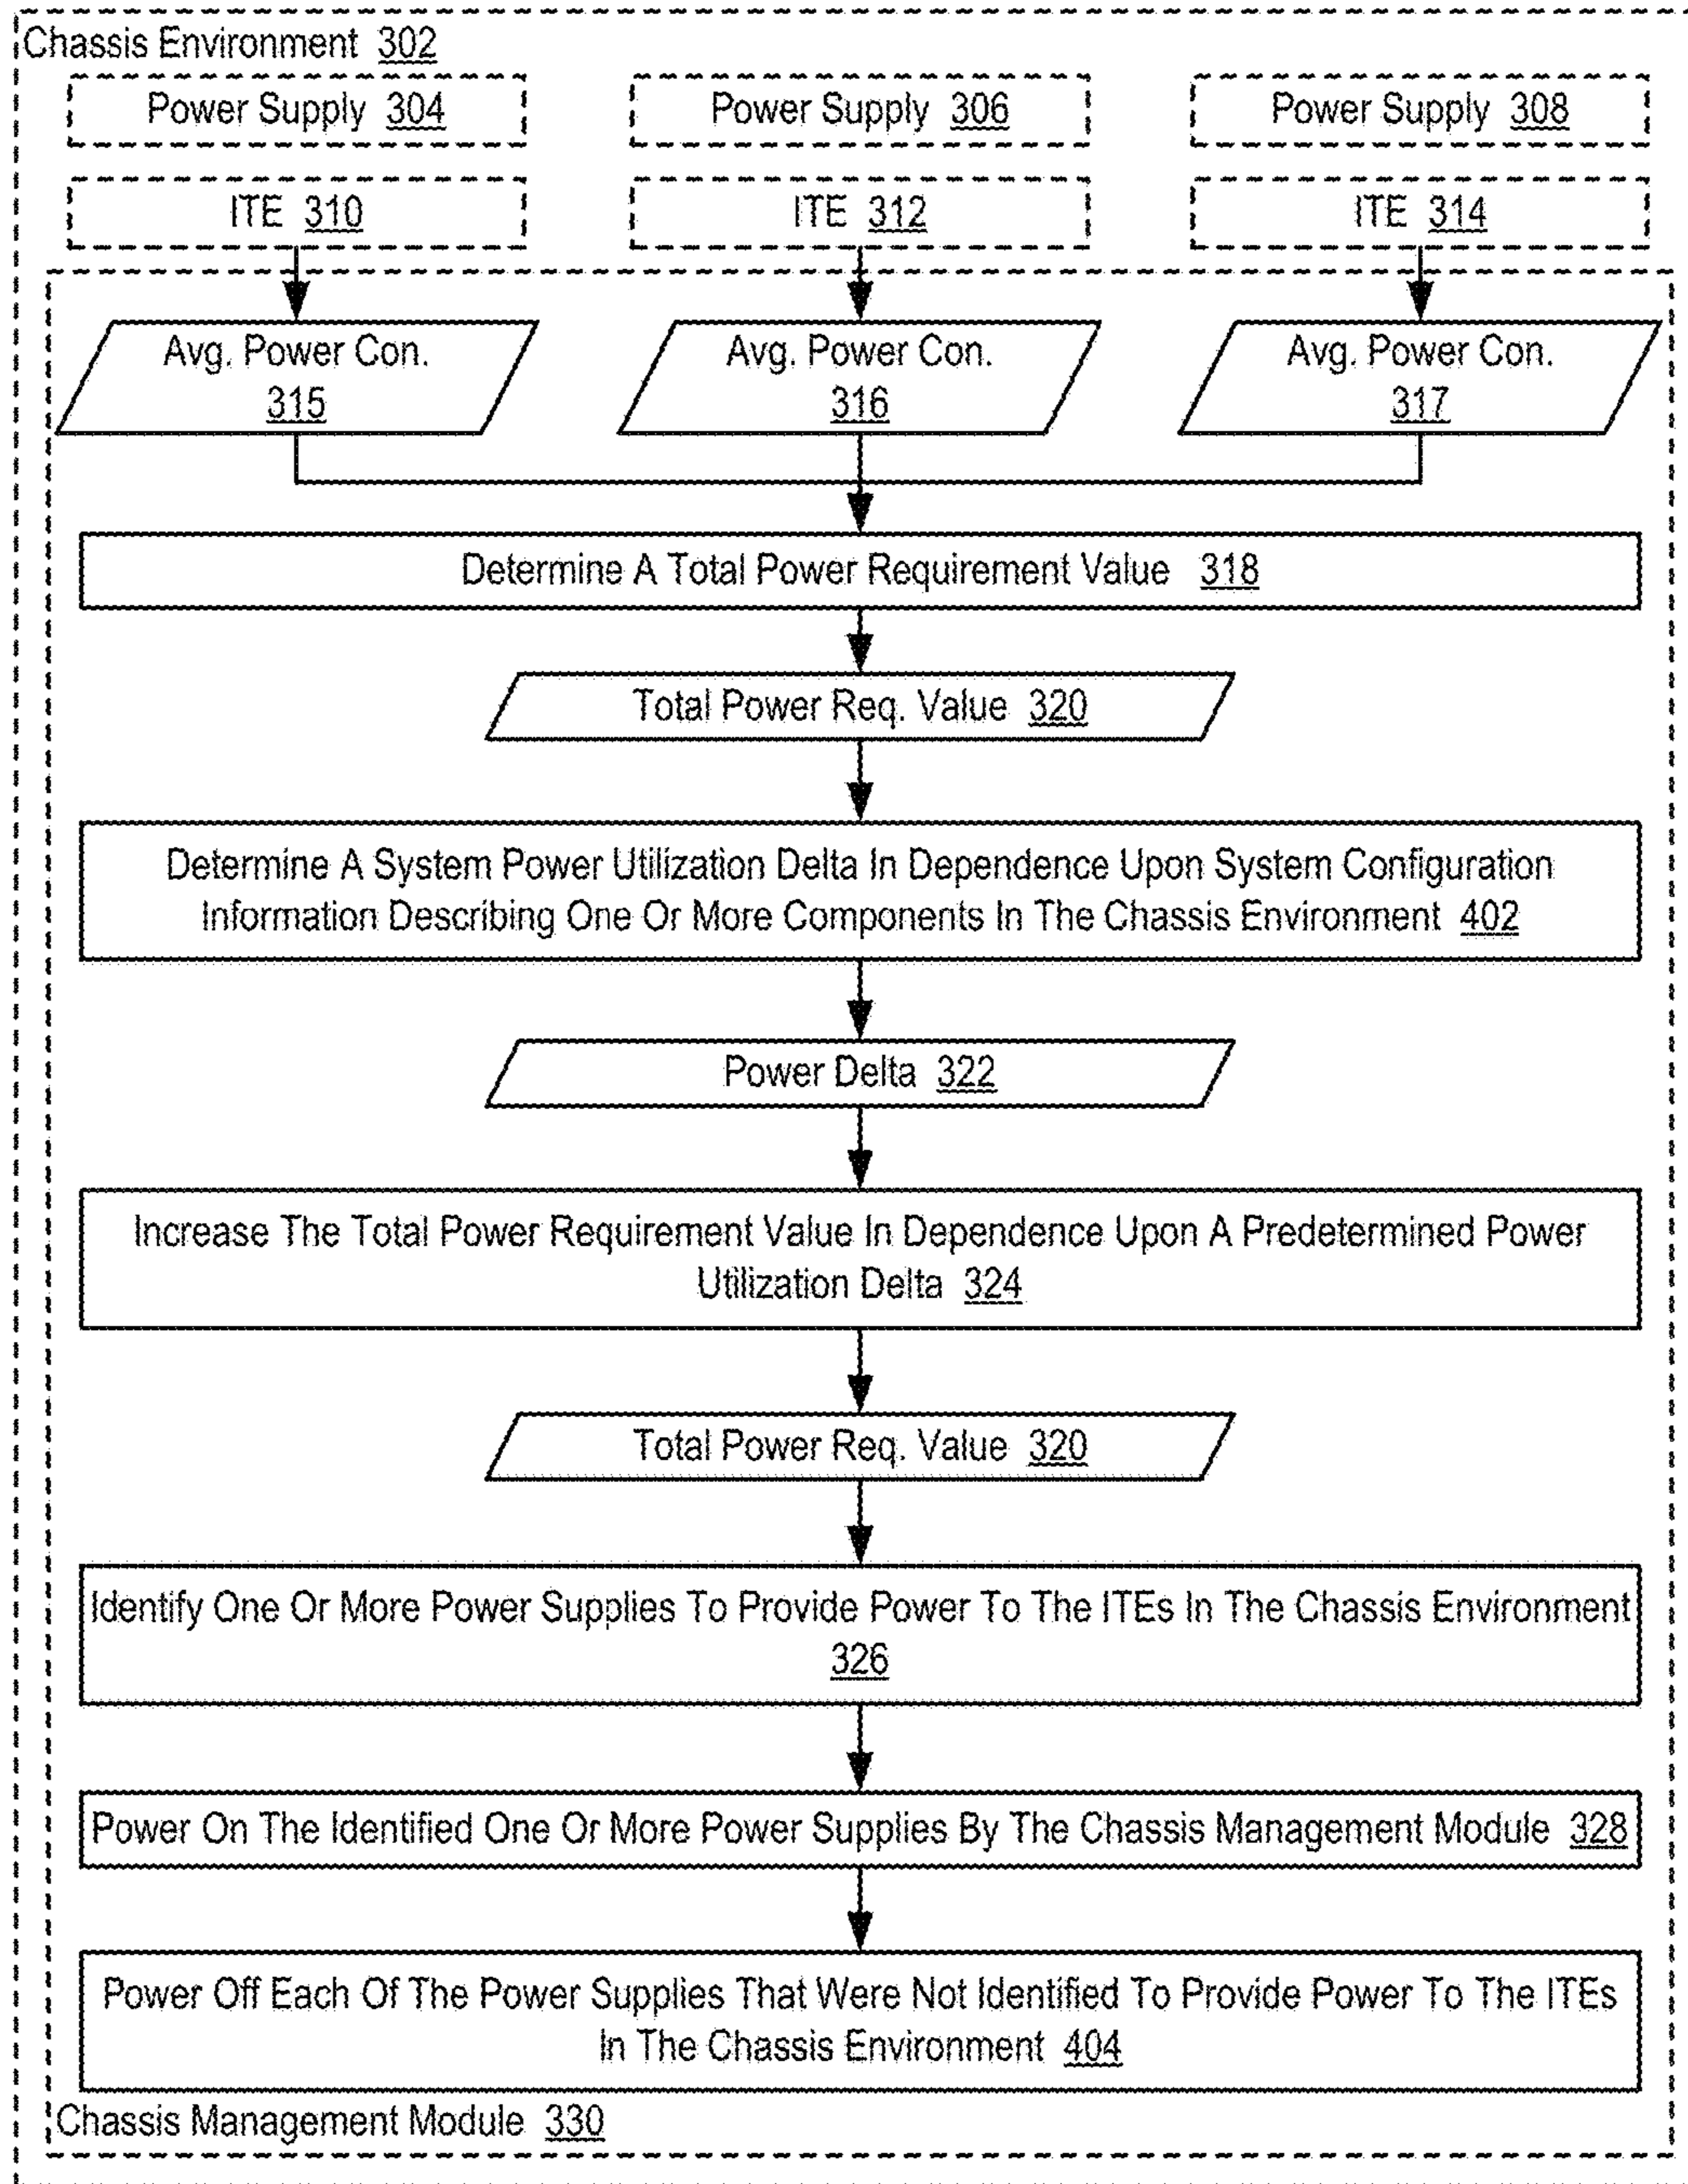 Chassis Environment 302
Power Supply 304
Power Supply 306
Power Supply 308
ITE 310
ITE 312
ITE 314
Avg. Power Con.
315
Avg. Power Con.
316
Avg. Power Con.
317
Determine A Total Power Requirement Value 318
Total Power Req. Value 320
Determine A System Power Utilization Delta In Dependence Upon System Configuration
Information Describing One Or More Components In The Chassis Environment 402
Power Delta 322
Increase The Total Power Requirement Value In Dependence Upon A Predetermined Power
Utilization Delta 324
Total Power Req. Value 320
Identify One Or More Power Supplies To Provide Power To The ITEs In The Chassis Environment
326
Power On The Identified One Or More Power Supplies By The Chassis Management Module 328
Power Off Each Of The Power Supplies That Were Not Identified To Provide Power To The ITEs
In The Chassis Environment 404
Chassis Management Module 330